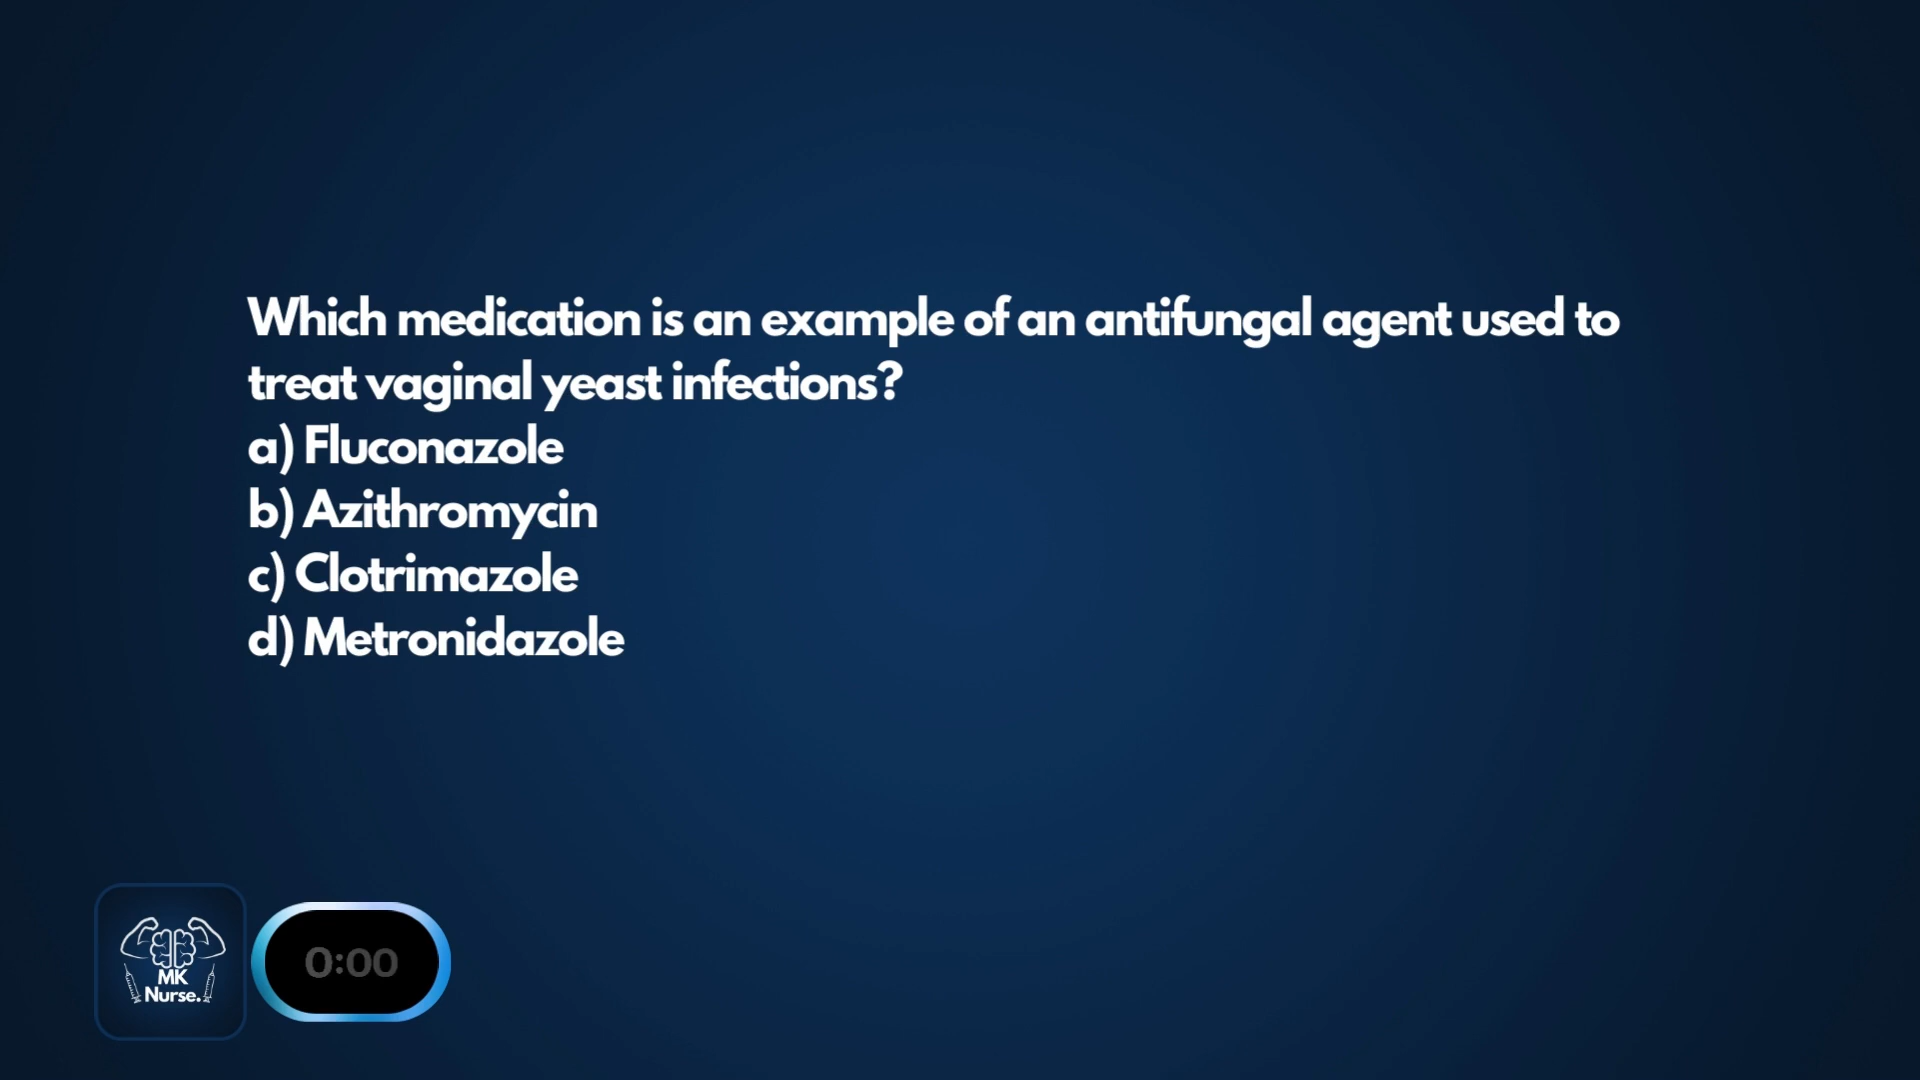 Which medication is an example of an antifungal agent used to
treat vaginal yeast infections?
a) Fluconazole
b) Azithromycin
c) Clotrimazole
d) Metronidazole
MK
Nurse.
0:00